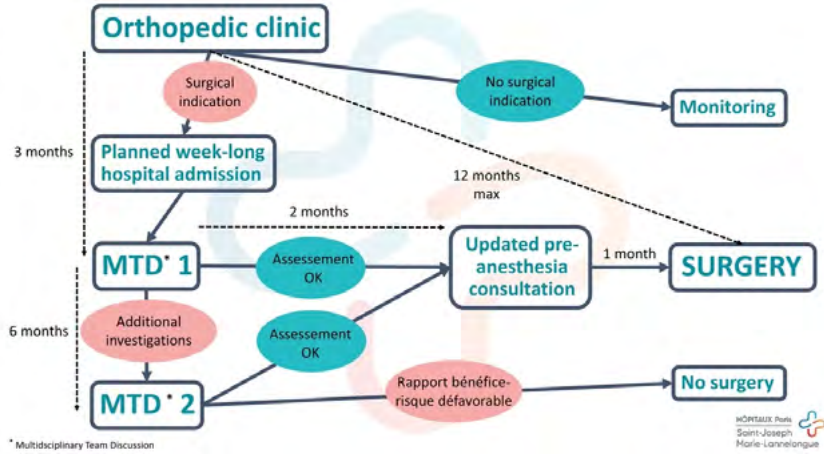 Orthopedic clinic
Surgical
indication
No surgical
indication
Monitoring
3 months
Planned week-long
hospital admission
12 months
max
2 months
MTD* 1
Assessement
OK
Updated pre-
anesthesia
consultation
1 month
SURGERY
6 months
Additional
investigations
Assessement
OK
MTD* 2
Rapport bénéfice-
risque défavorable
No surgery
* Multidsciplinary Team Discussion
HÔPITAUX Paris
Saint-Joseph
Marie-Lannelongue